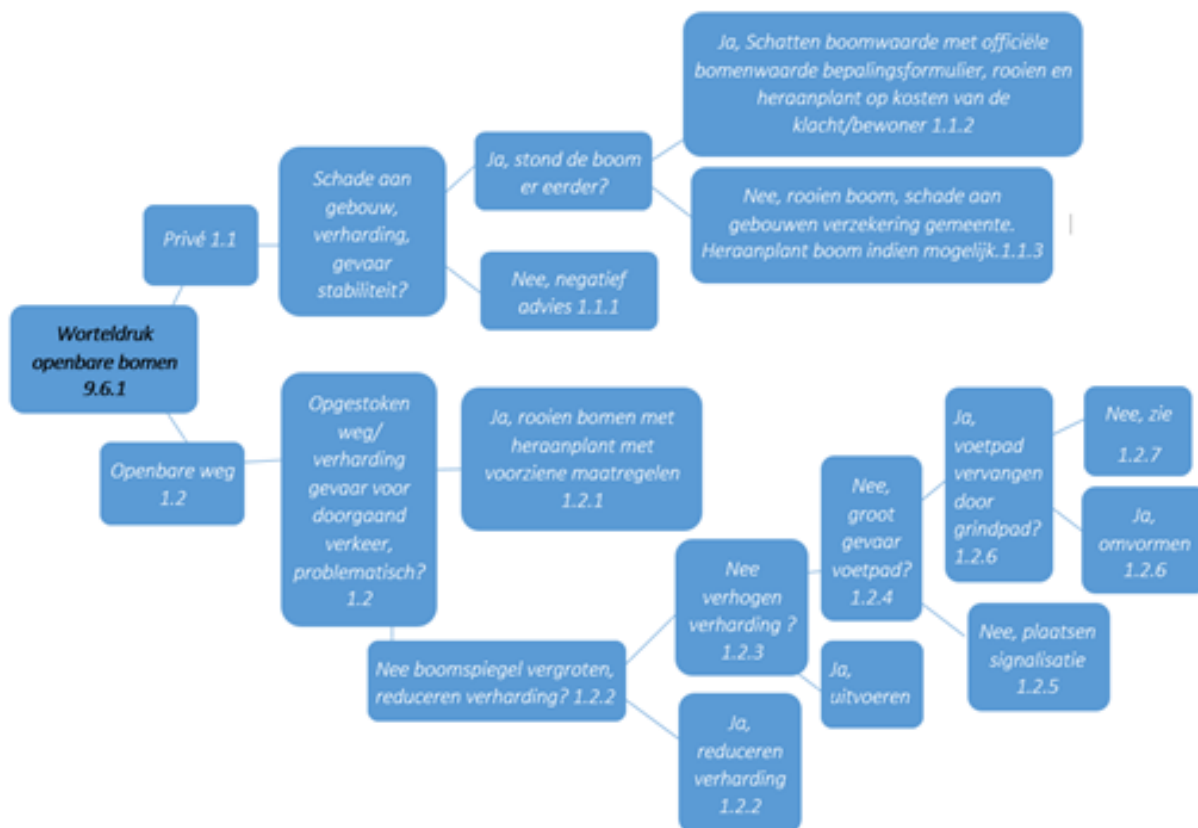 Ja, Schatten boomwaarde met officiële
bomenwaarde bepalingsformulier, rooien en
heraanplant op kosten van de
klacht/bewoner 1.1.2
Ja, stond de boom
er eerder?
Schade aan
gebouw,
verharding,
gevaar
stabiliteit?
Nee, rooien boom, schade aan
gebouwen verzekering gemeente.
Heraanplant boom indien mogelijk.1.1.3
Privé 1.1
Nee, negatief
advies 1.1.1
Worteldruk
openbare bomen
9.6.1
Opgestoken
weg/
verharding
gevaar voor
doorgaand
verkeer,
problematisch?
1.2
Ja, rooien bomen met
heraanplant met
voorziene maatregelen
1.2.1
Openbare weg
1.2
Ja,
voetpad
vervangen
door
grindpad?
1.2.6
Nee, zie
1.2.7
Nee,
groot
gevaar
voetpad?
1.2.4
Ja,
omvormen
1.2.6
Nee
verhogen
verharding ?
1.2.3
Nee, plaatsen
signalisatie
1.2.5
Nee boomspiegel vergroten,
reduceren verharding? 1.2.2
Ja,
uitvoeren
Ja,
reduceren
verharding
1.2.2